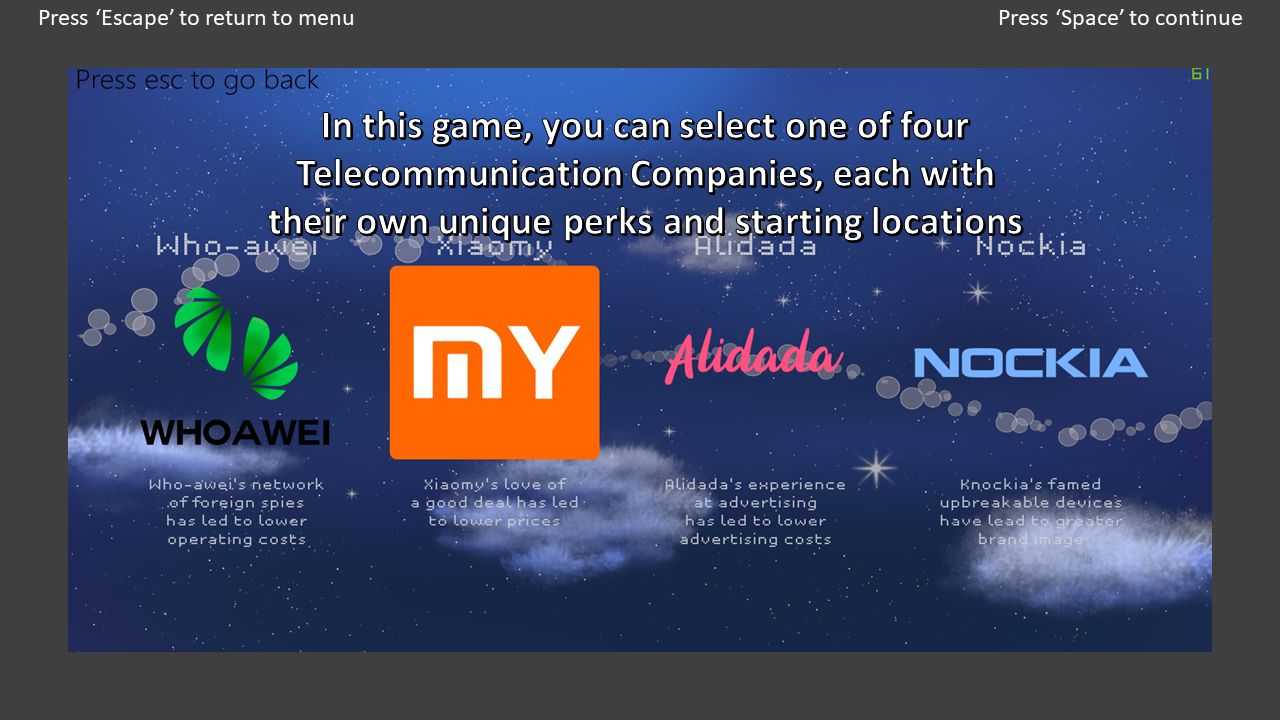 Press ‘Escape’ to return to menu
Press ‘Space’ to continue
Press esc to go back
61
In this game, you can select one of four
Telecommunication Companies, each with
their own unique perks and starting locations
Who-awei
Xiaomy
Alidada
Nockia
WHOAWEI
MY
Alidada
NOCKIA
Who-awei's network
of foreign spies
has led to lower
operating costs
Xiaomy's love of
a good deal has led
to lower prices
Alidada's experience
at advertising
has led to lower
advertising costs
Knockia's famed
upbreakable devices
have lead to greater
brand image